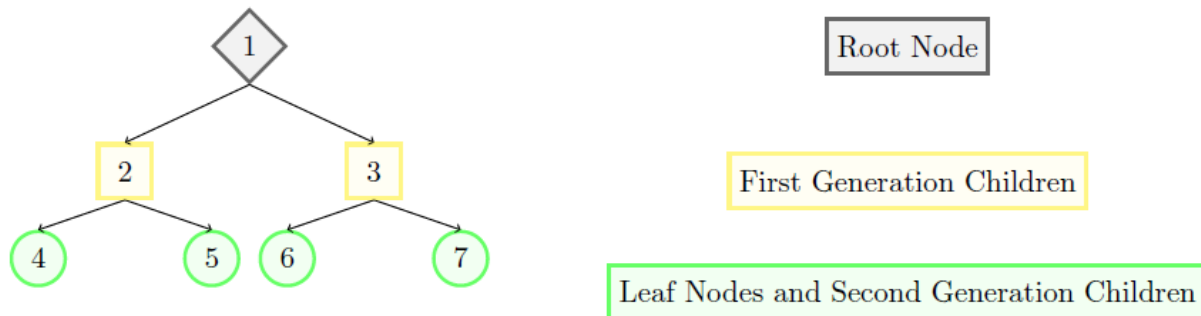 1
Root Node
2
3
First Generation Children
4
5
6
7
Leaf Nodes and Second Generation Children